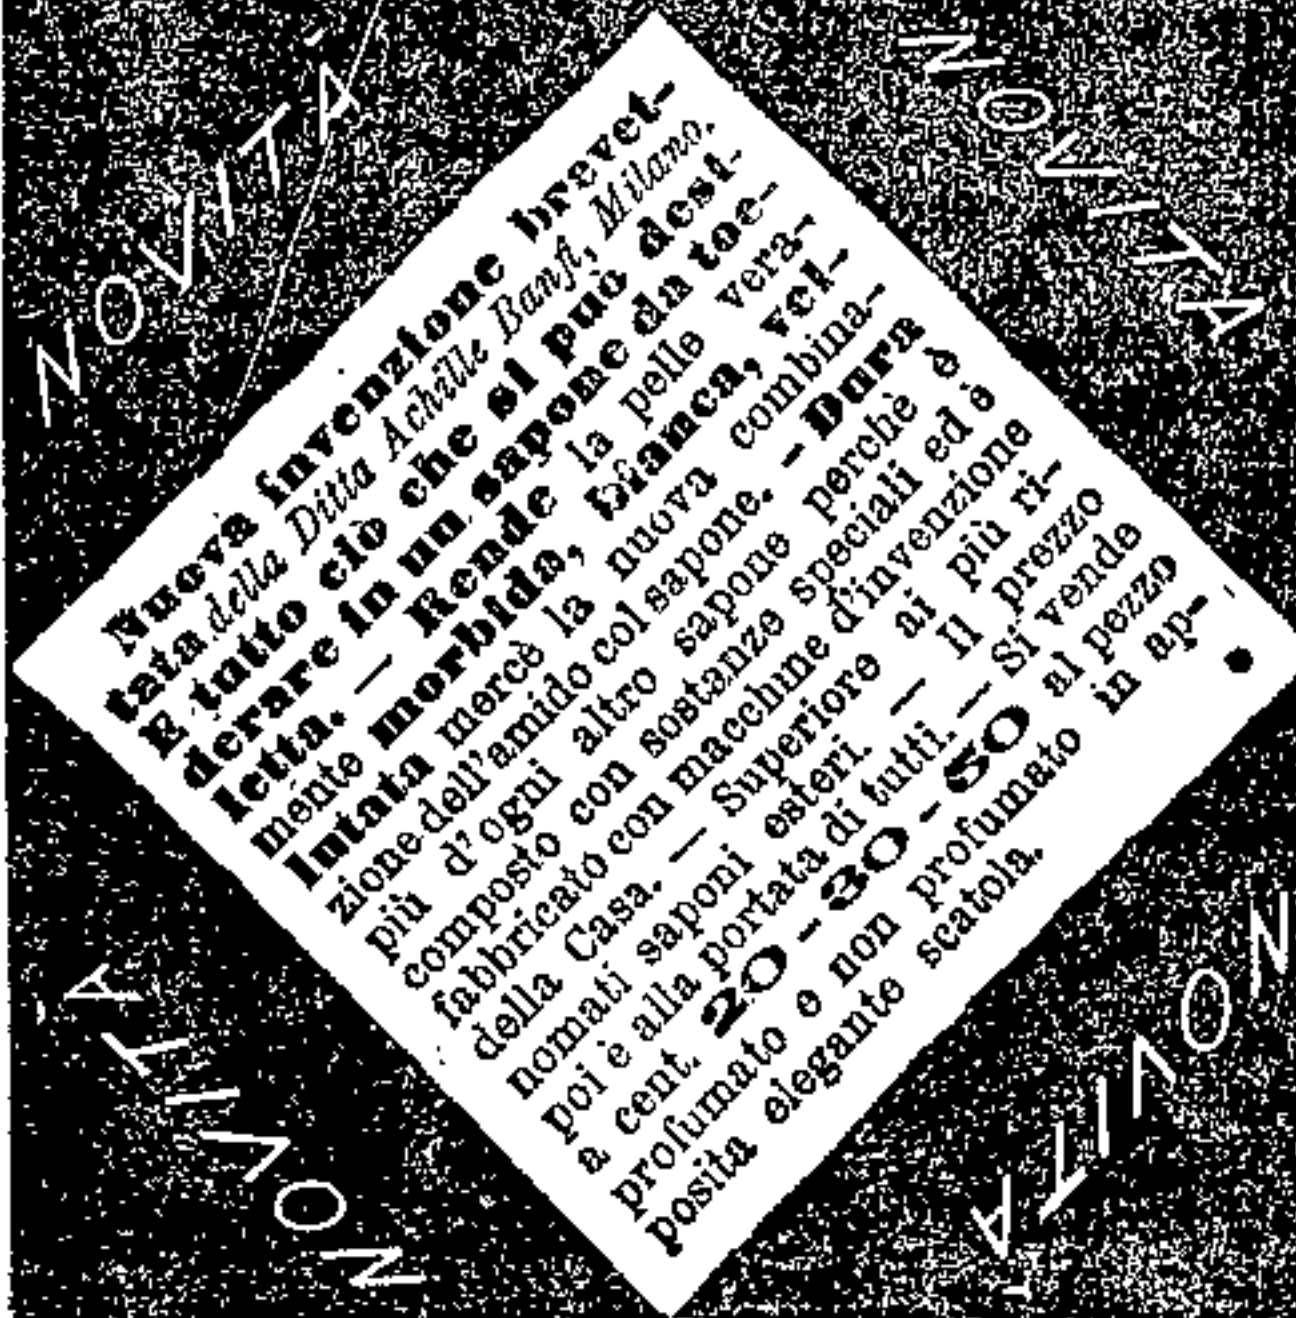 NOVITÀ
NOVITÀ
Nuova invenzione brevet-
tata della Ditta Achille Banfi, Milano.
È tutto ciò che si può desi-
derare in un sapone da toe-
letta. — Rende la pelle vera-
mente morbida, bianca, vel-
lutata mercè la nuova combina-
zione dell'amido col sapone. — Dura
più d'ogni altro sapone perchè è
composto con sostanze speciali ed è
fabbricato con macchine d'invenzione
della Casa. — Superiore ai più ri-
nomati saponi esteri. — Il prezzo
poi è alla portata di tutti. — Si vende
a cent. 20 - 30 - 50 al pezzo
profumato e non profumato in ap-
posita elegante scatola.
NOVITÀ
NOVITÀ